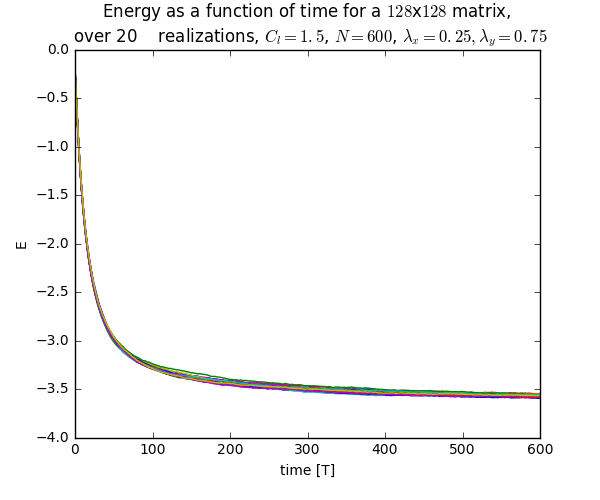 Energy as a function of time for a 128x128 matrix,
over 20 realizations, C_l = 1.5, N = 600, λ_x = 0.25, λ_y = 0.75
0.0
−0.5
−1.0
−1.5
−2.0
−2.5
−3.0
−3.5
−4.0
E
0 100 200 300 400 500 600
time [T]